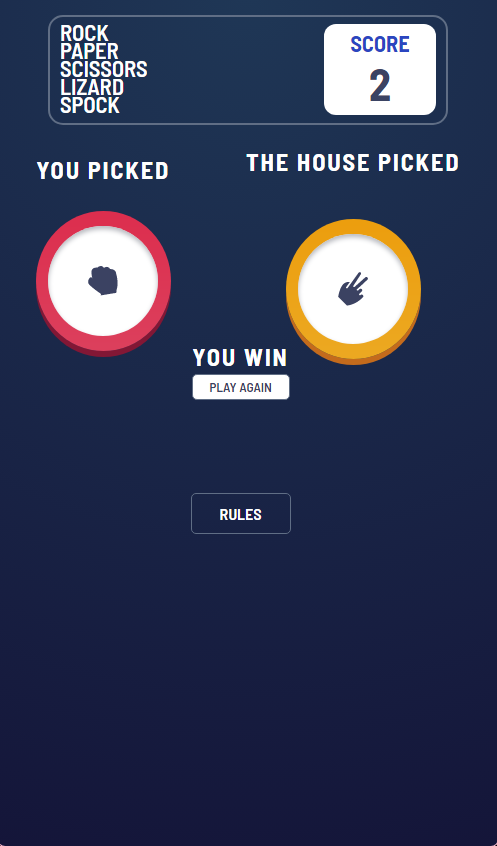 ROCK
PAPER
SCISSORS
LIZARD
SPOCK
SCORE
2
YOU PICKED
THE HOUSE PICKED
YOU WIN
PLAY AGAIN
RULES